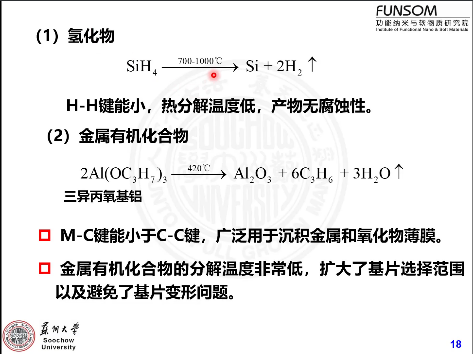 FUNSOM
功能纳米与软物质研究院
Institute of Functional Nano & Soft Materials
（1）氢化物
SiH₄ —700-1000℃→ Si + 2H₂ ↑
H-H键能小，热分解温度低，产物无腐蚀性。
（2）金属有机化合物
2Al(OC₃H₇)₃ —420℃→ Al₂O₃ + 6C₃H₆ + 3H₂O ↑
三异丙氧基铝
M-C键能小于C-C键，广泛用于沉积金属和氧化物薄膜。
金属有机化合物的分解温度非常低，扩大了基片选择范围
以及避免了基片变形问题。
苏州大学
Soochow
University
18